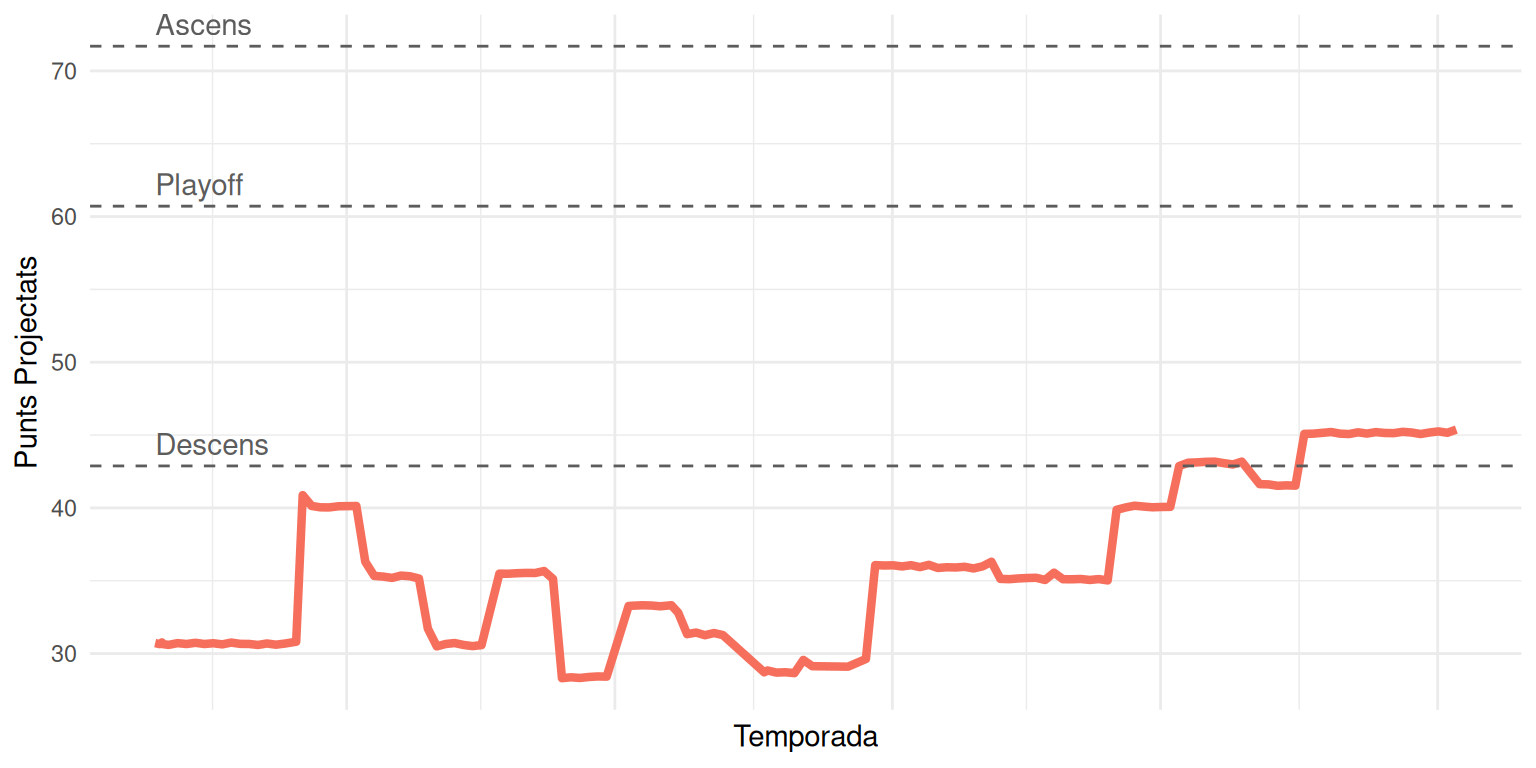 Ascens
70
Playoff
60
Punts Projectats
50
Descens
40
30
Temporada